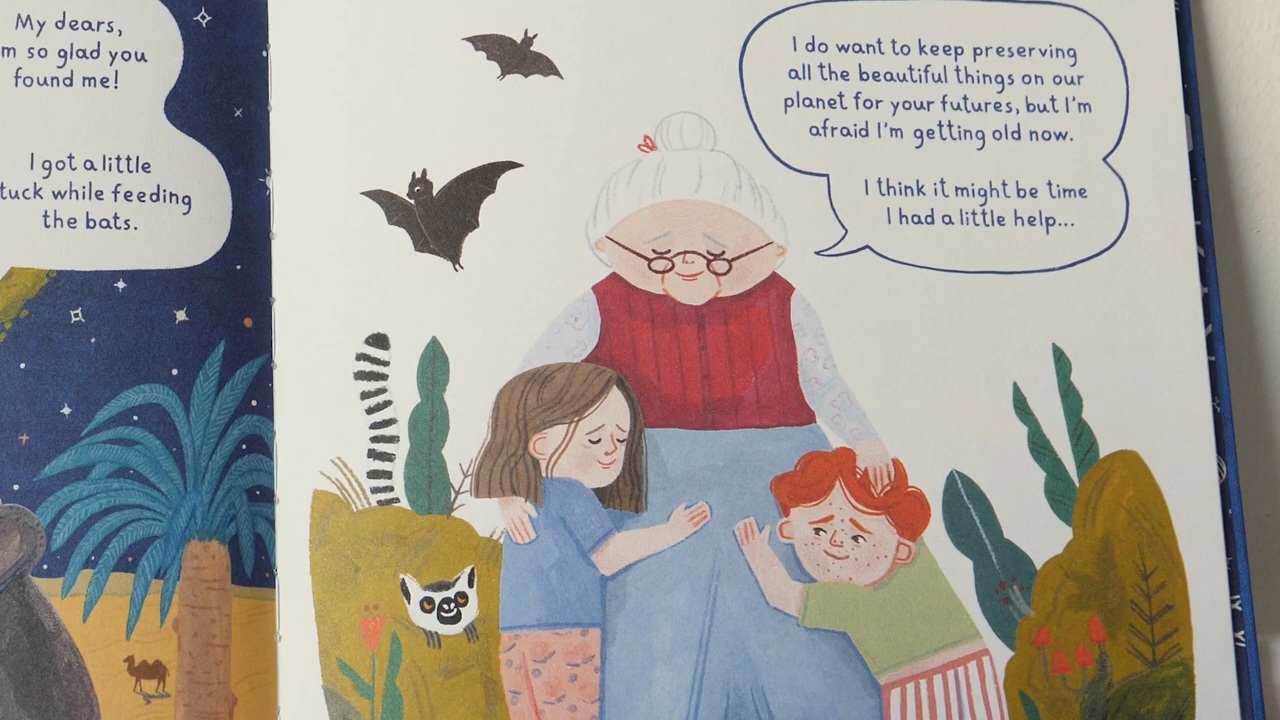 My dears,
m so glad you
found me!
I got a little
tuck while feeding
the bats.
I do want to keep preserving
all the beautiful things on our
planet for your futures, but I'm
afraid I'm getting old now.
I think it might be time
I had a little help...